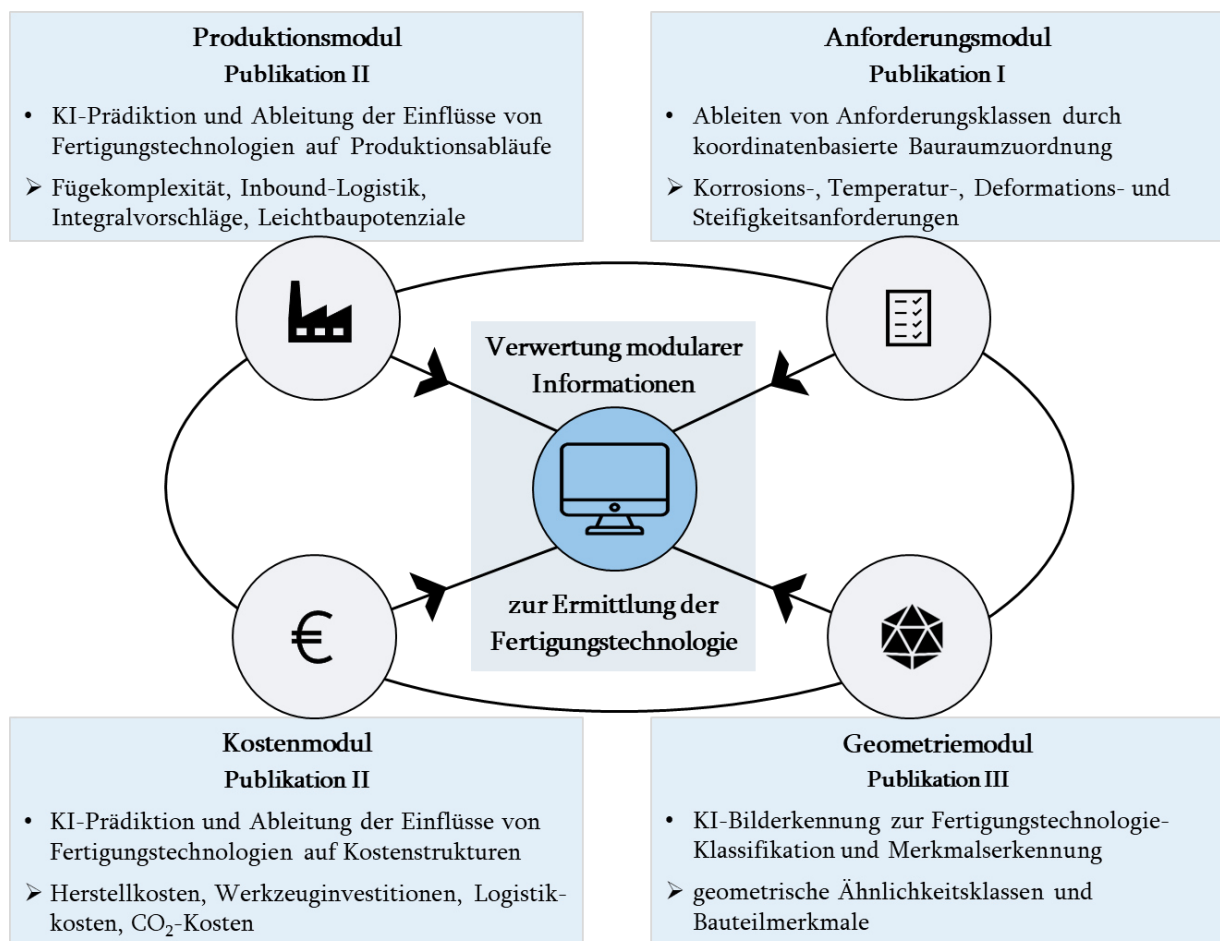 Produktionsmodul
Publikation II
• KI-Prädiktion und Ableitung der Einflüsse von
Fertigungstechnologien auf Produktionsabläufe
➢ Fügekomplexität, Inbound-Logistik,
Integralvorschläge, Leichtbaupotenziale
Anforderungsmodul
Publikation I
• Ableiten von Anforderungsklassen durch
koordinatenbasierte Bauraumzuordnung
➢ Korrosions-, Temperatur-, Deformations- und
Steifigkeitsanforderungen
Verwertung modularer
Informationen
zur Ermittlung der
Fertigungstechnologie
€
Kostenmodul
Publikation II
• KI-Prädiktion und Ableitung der Einflüsse von
Fertigungstechnologien auf Kostenstrukturen
➢ Herstellkosten, Werkzeuginvestitionen, Logistik-
kosten, CO₂-Kosten
Geometriemodul
Publikation III
• KI-Bilderkennung zur Fertigungstechnologie-
Klassifikation und Merkmalserkennung
➢ geometrische Ähnlichkeitsklassen und
Bauteilmerkmale